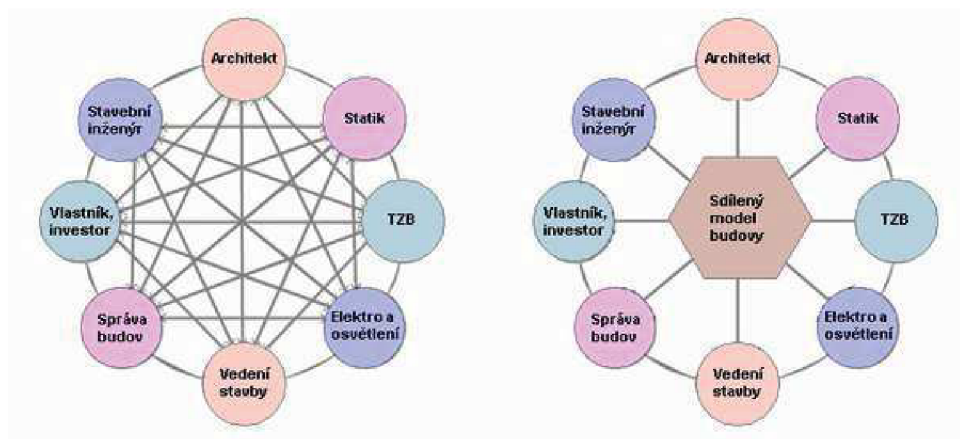 Architekt
Stavební
inženýr
Statik
Vlastník,
investor
TZB
Správa
budov
Elektro a
osvětlení
Vedení
stavby
Architekt
Stavební
inženýr
Statik
Vlastník,
investor
Sdílený
model
budovy
TZB
Správa
budov
Elektro a
osvětlení
Vedení
stavby